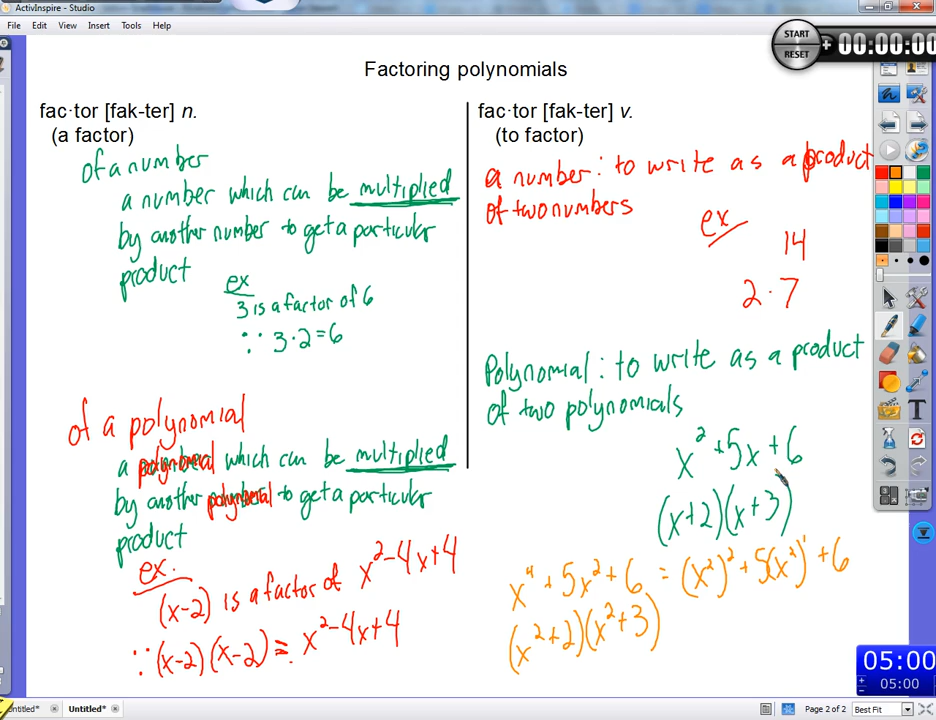 ActivInspire - Studio
File Edit View Insert Tools
START
RESET
00:00:00
Factoring polynomials
fac·tor [fak-ter] n.
(a factor)
of a number
a number which can be multiplied
by another number to get a particular
product
ex
3 is a factor of 6
∵ 3·2=6
of a polynomial
a polynomial which can be multiplied
by another polynomial to get a particular
product
ex.
(x-2) is a factor of x²-4x+4
∵ (x-2)(x-2) = x²-4x+4
fac·tor [fak-ter] v.
(to factor)
a number: to write as a product
of two numbers
ex
14
2·7
Polynomial: to write as a product
of two polynomials
x²+5x+6
(x+2)(x+3)
x⁴+5x²+6 = (x²)²+5(x²)¹+6
(x²+2)(x²+3)
05:00
05:00
Untitled* Untitled*
Page 2 of 2 Best Fit